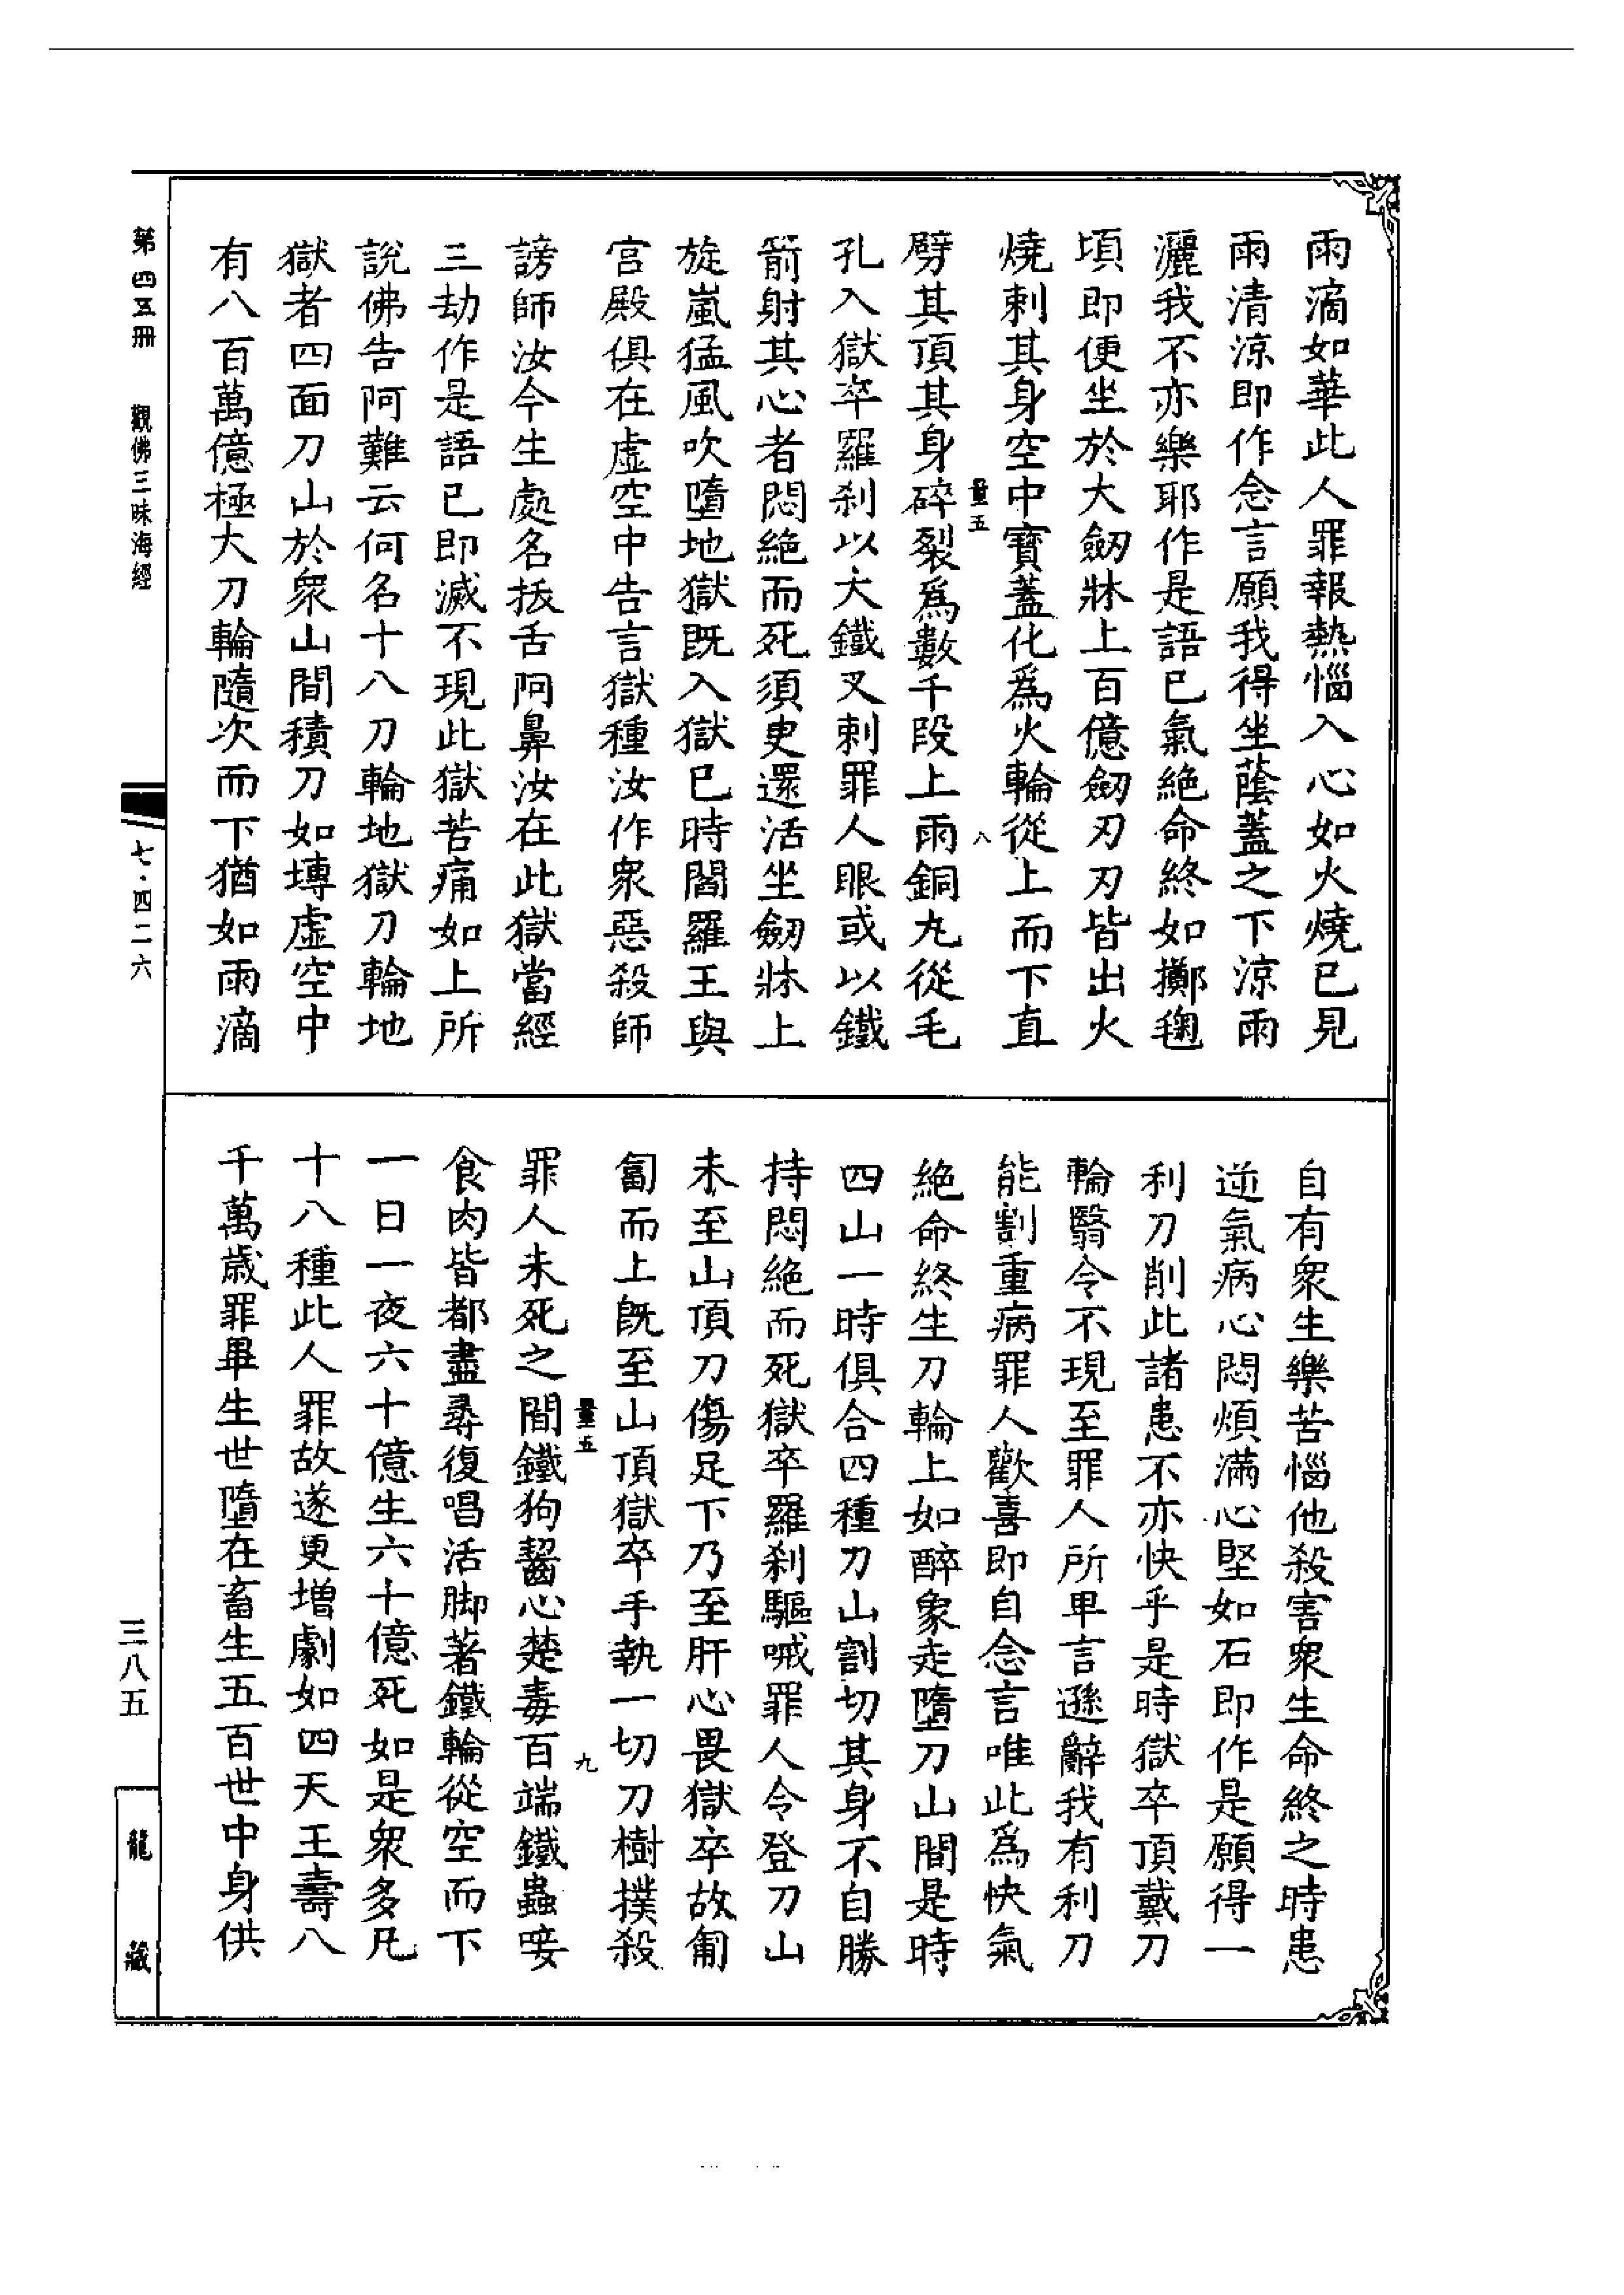 雨滴如華此人罪報熱惱入心如火燒已見
雨清涼即作念言願我得坐蔭蓋之下涼雨
灑我不亦樂耶作是語已氣絕命終如擲毱
頃即便坐於大劒牀上百億劒刃刃皆出火
燒刺其身空中寶蓋化爲火輪從上而下直
量五 八
劈其頂其身碎裂爲數千段上雨銅丸從毛
孔入獄卒羅刹以大鐵叉刺罪人眼或以鐵
箭射其心者悶絕而死須臾還活坐劒牀上
旋嵐猛風吹墮地獄既入獄已時閻羅王與
宮殿俱在虛空中告言獄種汝作衆惡殺師
謗師汝今生處名拔舌阿鼻汝在此獄當經
三劫作是語已即滅不現此獄苦痛如上所
說佛告阿難云何名十八刀輪地獄刀輪地
獄者四面刀山於衆山間積刀如塼虛空中
有八百萬億極大刀輪隨次而下猶如雨滴
自有衆生樂苦惱他殺害衆生命終之時患
逆氣病心悶煩滿心堅如石即作是願得一
利刀削此諸患不亦快乎是時獄卒頂戴刀
輪翳令不現至罪人所卑言遜辭我有利刀
能割重病罪人歡喜即自念言唯此爲快氣
絕命終生刀輪上如醉象走墮刀山間是時
四山一時俱合四種刀山割切其身不自勝
持悶絕而死獄卒羅刹驅嘁罪人令登刀山
未至山頂刀傷足下乃至肝心畏獄卒故匍
匐而上既至山頂獄卒手執一切刀樹撲殺
量五 九
罪人未死之間鐵狗齧心楚毒百端鐵蟲唼
食肉皆都盡尋復唱活脚著鐵輪從空而下
一日一夜六十億生六十億死如是衆多凡
十八種此人罪故遂更增劇如四天王壽八
千萬歲罪畢生世墮在畜生五百世中身供
第四五冊 觀佛三昧海經
七·四二六
三八五
龍藏